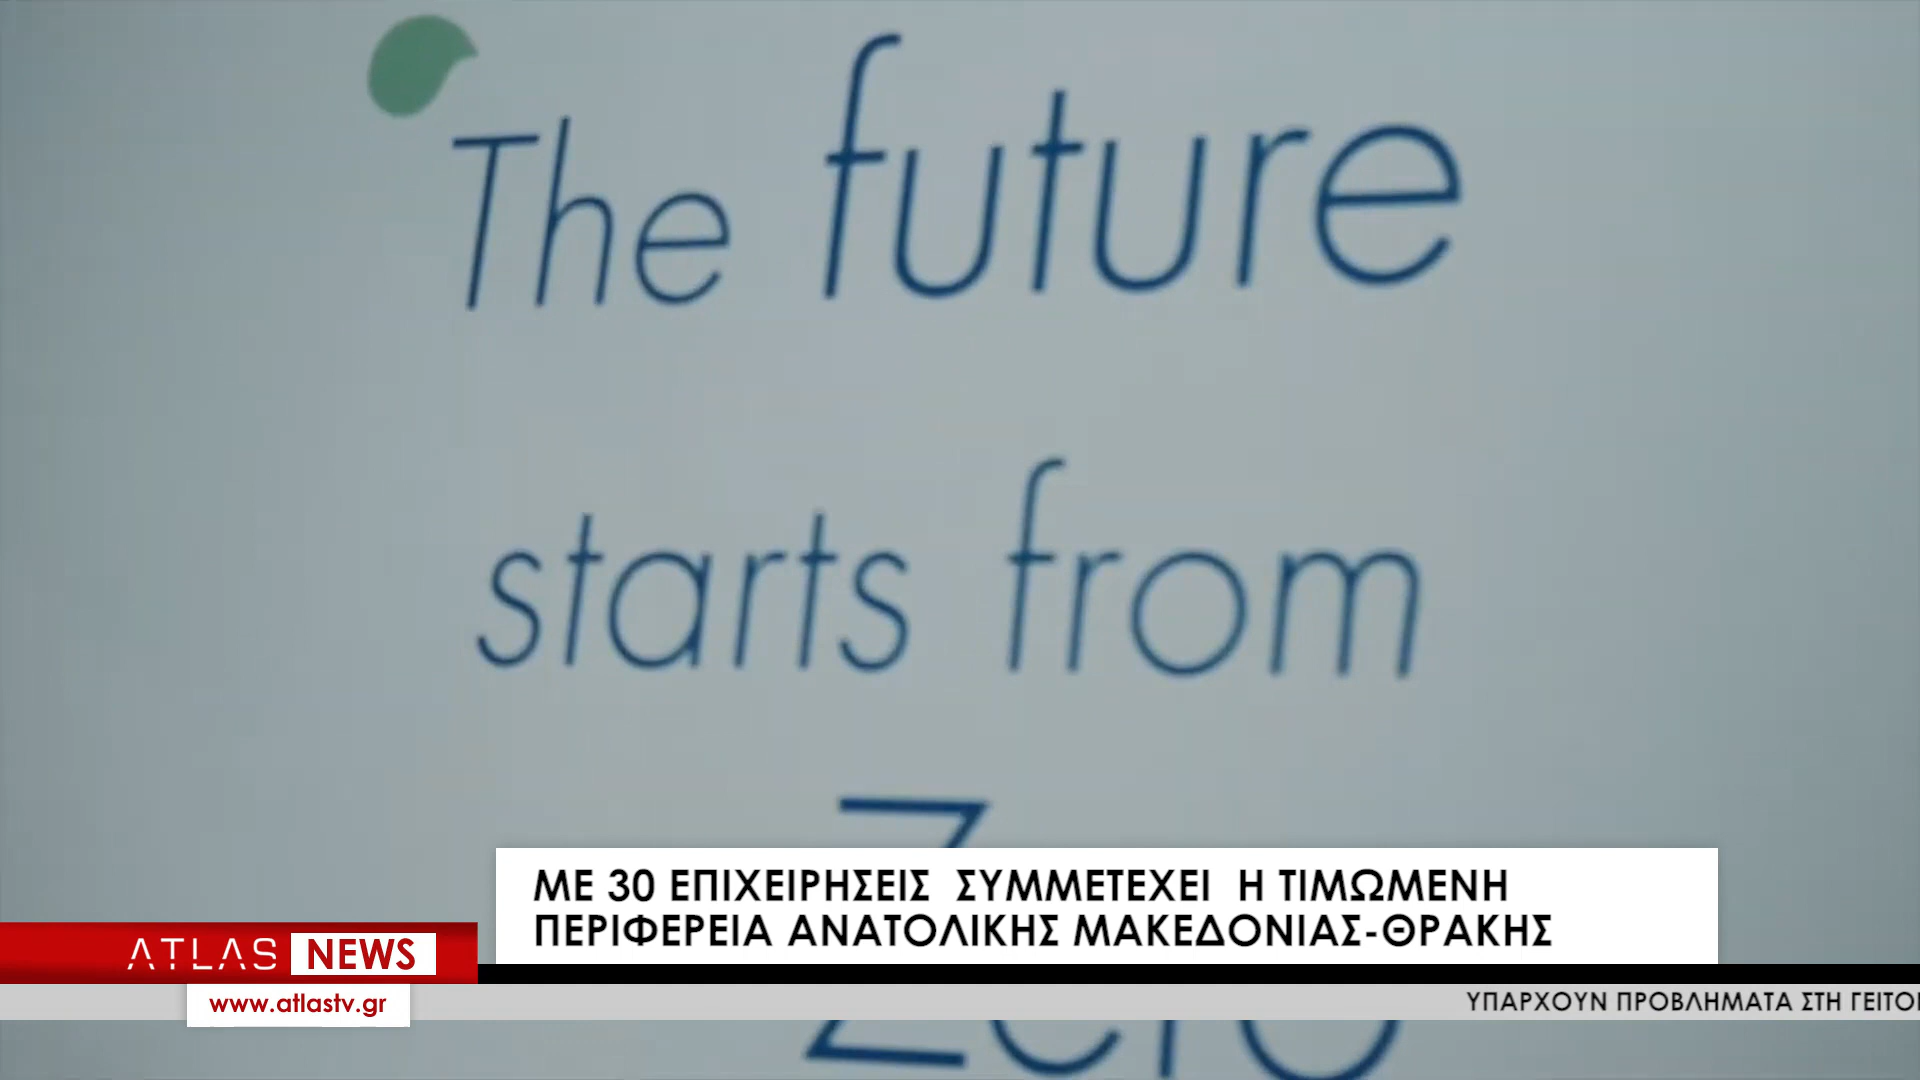 The future
starts from
Zero
ΜΕ 30 ΕΠΙΧΕΙΡΗΣΕΙΣ ΣΥΜΜΕΤΕΧΕΙ Η ΤΙΜΩΜΕΝΗ
ΠΕΡΙΦΕΡΕΙΑ ΑΝΑΤΟΛΙΚΗΣ ΜΑΚΕΔΟΝΙΑΣ-ΘΡΑΚΗΣ
ATLAS NEWS
www.atlastv.gr
ΥΠΑΡΧΟΥΝ ΠΡΟΒΛΗΜΑΤΑ ΣΤΗ